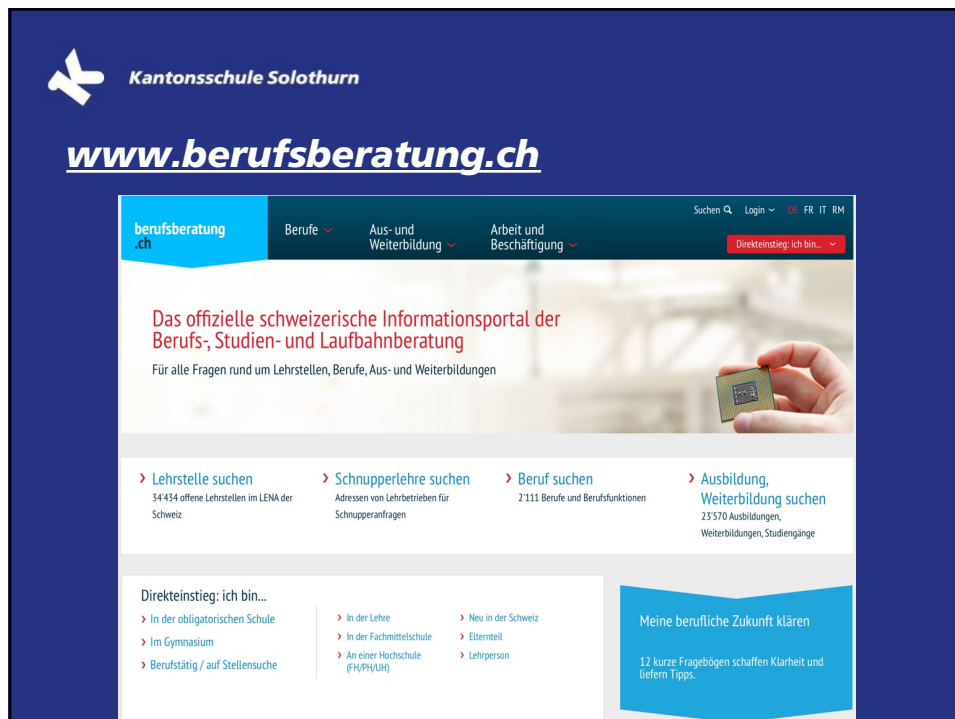 Kantonsschule Solothurn
www.berufsberatung.ch
Suchen Login DE FR IT RM
berufsberatung
.ch
Berufe
Aus- und
Weiterbildung
Arbeit und
Beschäftigung
Direkteinstieg: ich bin...
Das offizielle schweizerische Informationsportal der
Berufs-, Studien- und Laufbahnberatung
Für alle Fragen rund um Lehrstellen, Berufe, Aus- und Weiterbildungen
Lehrstelle suchen
34'434 offene Lehrstellen im LENA der
Schweiz
Schnupperlehre suchen
Adressen von Lehrbetrieben für
Schnupperanfragen
Beruf suchen
2'111 Berufe und Berufsfunktionen
Ausbildung,
Weiterbildung suchen
23'570 Ausbildungen,
Weiterbildungen, Studiengänge
Direkteinstieg: ich bin...
In der obligatorischen Schule
Im Gymnasium
Berufstätig / auf Stellensuche
In der Lehre
In der Fachmittelschule
An einer Hochschule
(FH/PH/UH)
Neu in der Schweiz
Elternteil
Lehrperson
Meine berufliche Zukunft klären
12 kurze Fragebögen schaffen Klarheit und
liefern Tipps.